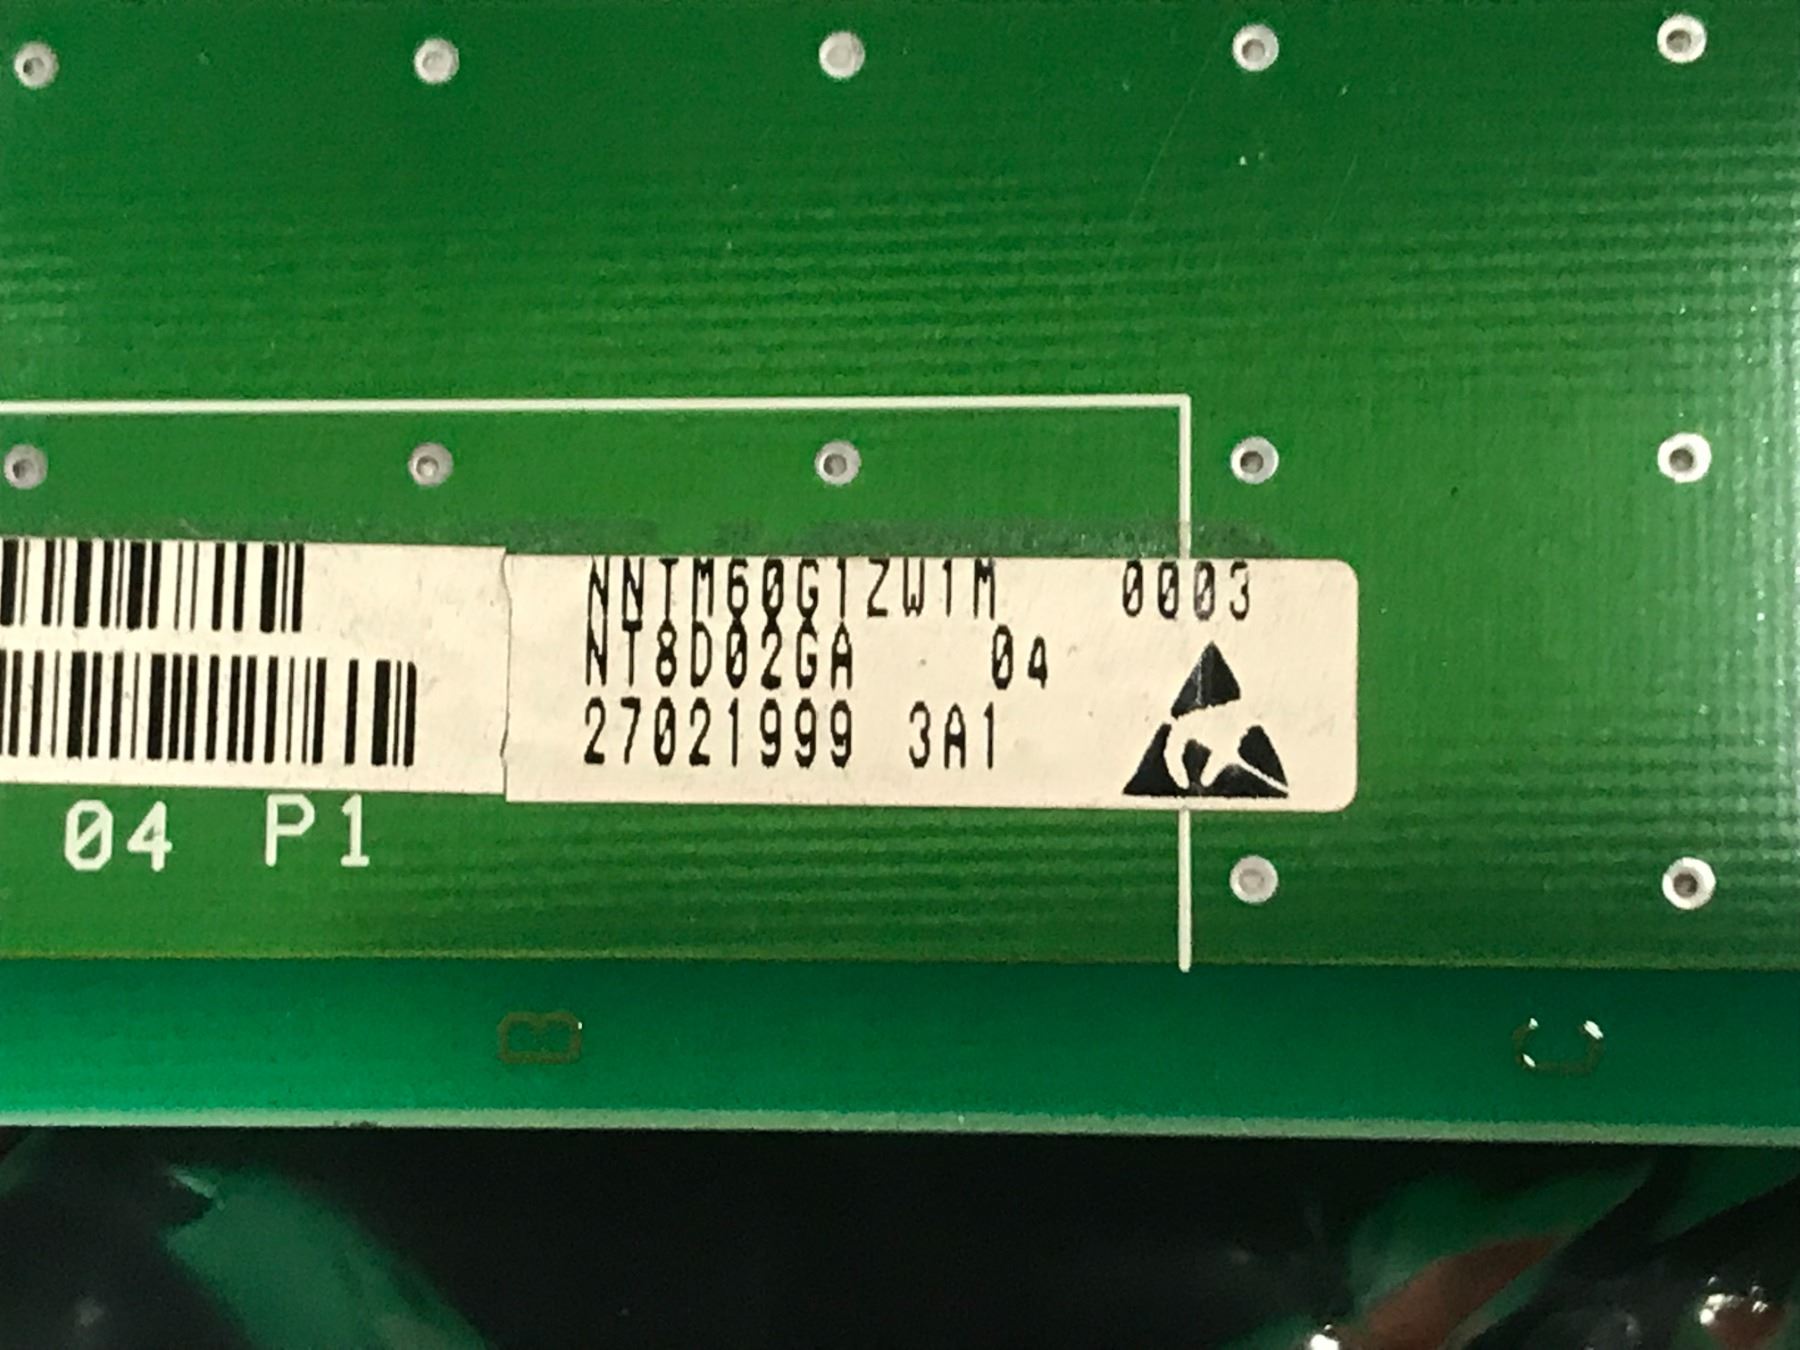 NNTM60G1ZW1M 0003
NT8D02GA 04
27021999 3A1
04 P1
B
C